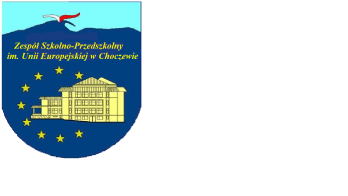 Zespół Szkolno-Przedszkolny
im. Unii Europejskiej w Choczewie